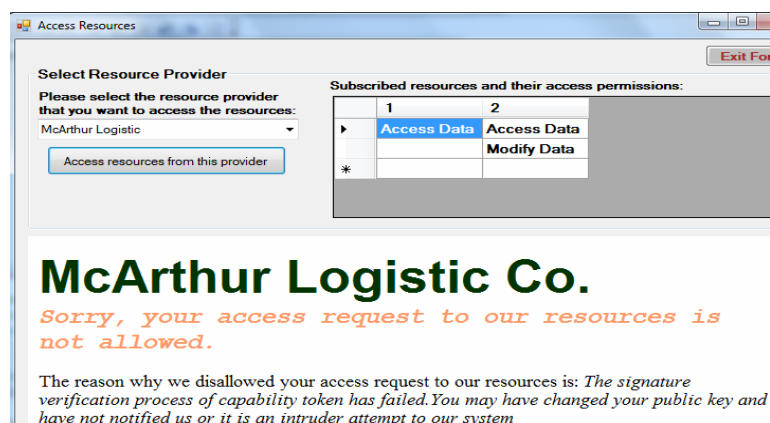 Access Resources
Exit For
Select Resource Provider
Please select the resource provider
that you want to access the resources:
McArthur Logistic
Access resources from this provider
Subscribed resources and their access permissions:
1 2
Access Data Access Data
Modify Data
*
McArthur Logistic Co.
Sorry, your access request to our resources is
not allowed.
The reason why we disallowed your access request to our resources is: The signature
verification process of capability token has failed.You may have changed your public key and
have not notified us or it is an intruder attempt to our system